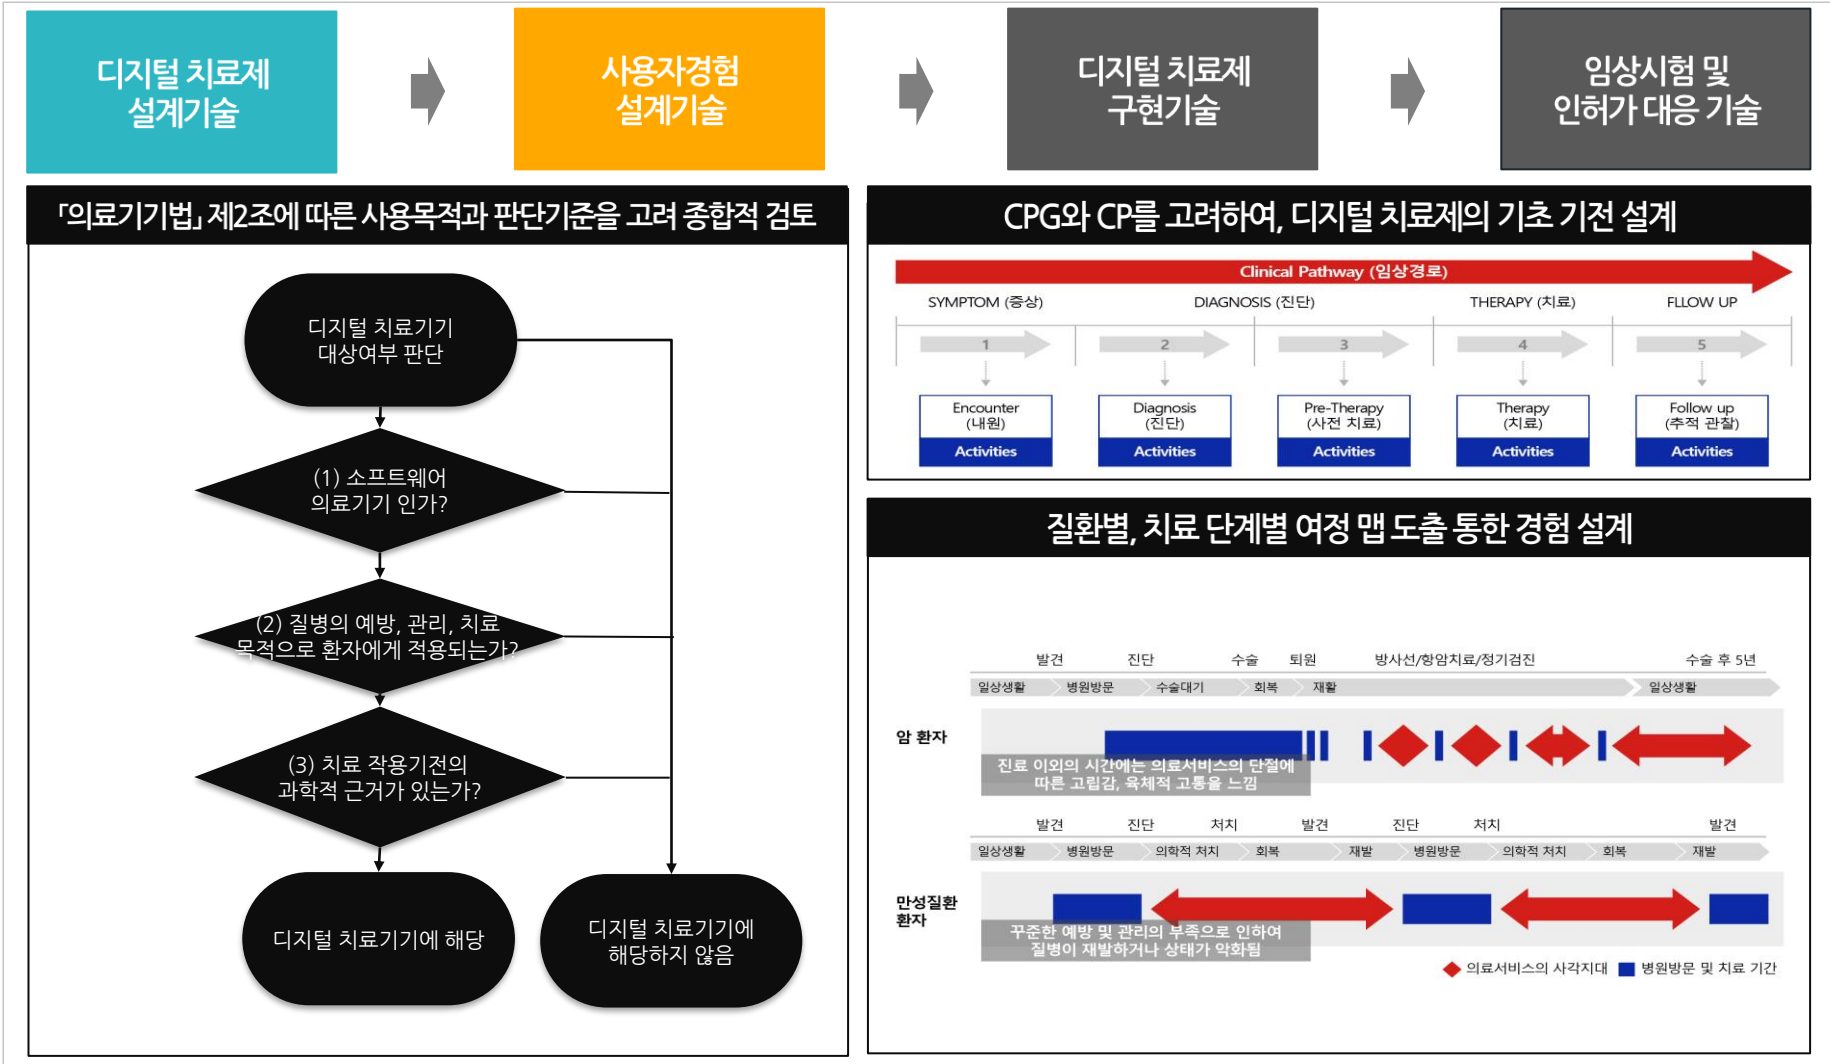 디지털 치료제
설계기술
사용자경험
설계기술
디지털 치료제
구현기술
임상시험 및
인허가 대응 기술
「의료기기법」 제2조에 따른 사용목적과 판단기준을 고려 종합적 검토
디지털 치료기기
대상여부 판단
(1) 소프트웨어
의료기기 인가?
(2) 질병의 예방, 관리, 치료
목적으로 환자에게 적용되는가?
(3) 치료 작용기전의
과학적 근거가 있는가?
디지털 치료기기에 해당
디지털 치료기기에
해당하지 않음
CPG와 CP를 고려하여, 디지털 치료제의 기초 기전 설계
Clinical Pathway (임상경로)
SYMPTOM (증상) DIAGNOSIS (진단) THERAPY (치료) FLLOW UP
1 2 3 4 5
Encounter Diagnosis Pre-Therapy Therapy Follow up
(내원) (진단) (사전 치료) (치료) (추적 관찰)
Activities Activities Activities Activities Activities
질환별, 치료 단계별 여정 맵 도출 통한 경험 설계
발견 진단 수술 퇴원 방사선/항암치료/정기검진 수술 후 5년
일상생활 병원방문 수술대기 회복 재활 일상생활
암 환자
진료 이외의 시간에는 의료서비스의 단절에
따른 고립감, 육체적 고통을 느낌
발견 진단 처치 발견 진단 처치 발견
일상생활 병원방문 의학적 처치 회복 재발 병원방문 의학적 처치 회복 재발
만성질환
환자
꾸준한 예방 및 관리의 부족으로 인하여
질병이 재발하거나 상태가 악화됨
의료서비스의 사각지대 병원방문 및 치료 기간